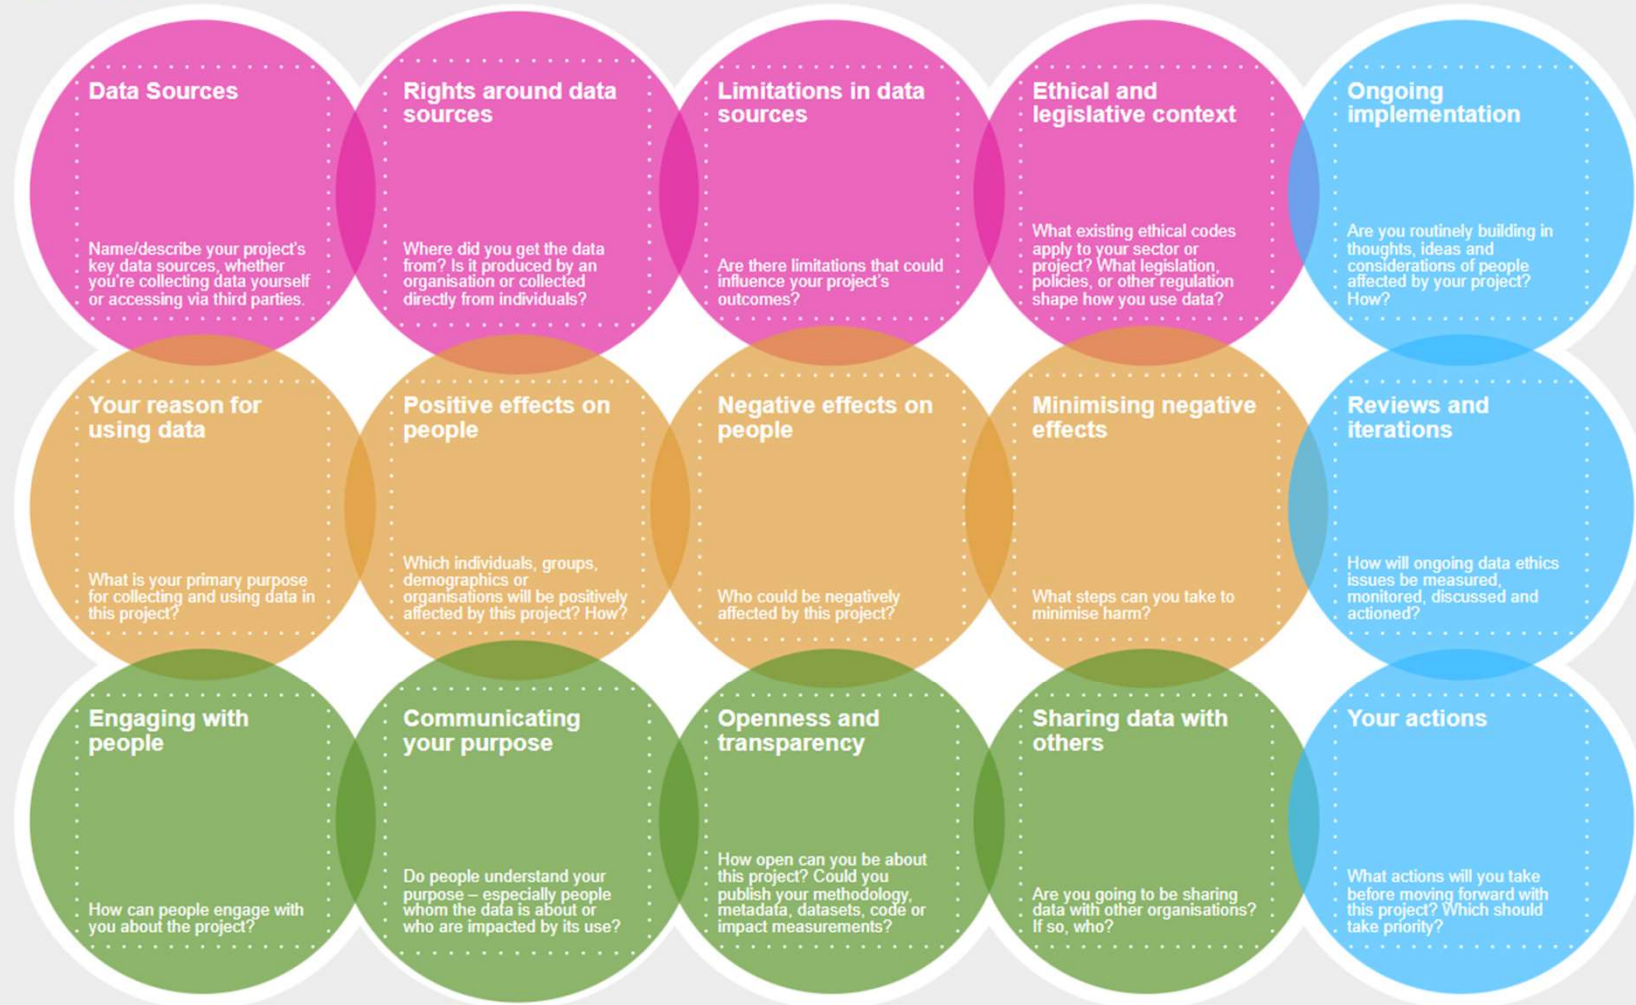 Data Sources
Name/describe your project's
key data sources, whether
you're collecting data yourself
or accessing via third parties.
Rights around data
sources
Where did you get the data
from? Is it produced by an
organisation or collected
directly from individuals?
Limitations in data
sources
Are there limitations that could
influence your project's
outcomes?
Ethical and
legislative context
What existing ethical codes
apply to your sector or
project? What legislation,
policies, or other regulation
shape how you use data?
Ongoing
implementation
Are you routinely building in
thoughts, ideas and
considerations of people
affected by your project?
How?
Your reason for
using data
What is your primary purpose
for collecting and using data in
this project?
Positive effects on
people
Which individuals, groups,
demographics or
organisations will be positively
affected by this project? How?
Negative effects on
people
Who could be negatively
affected by this project?
Minimising negative
effects
What steps can you take to
minimise harm?
Reviews and
iterations
How will ongoing data ethics
issues be measured,
monitored, discussed and
actioned?
Engaging with
people
How can people engage with
you about the project?
Communicating
your purpose
Do people understand your
purpose – especially people
whom the data is about or
who are impacted by its use?
Openness and
transparency
How open can you be about
this project? Could you
publish your methodology,
metadata, datasets, code or
impact measurements?
Sharing data with
others
Are you going to be sharing
data with other organisations?
If so, who?
Your actions
What actions will you take
before moving forward with
this project? Which should
take priority?